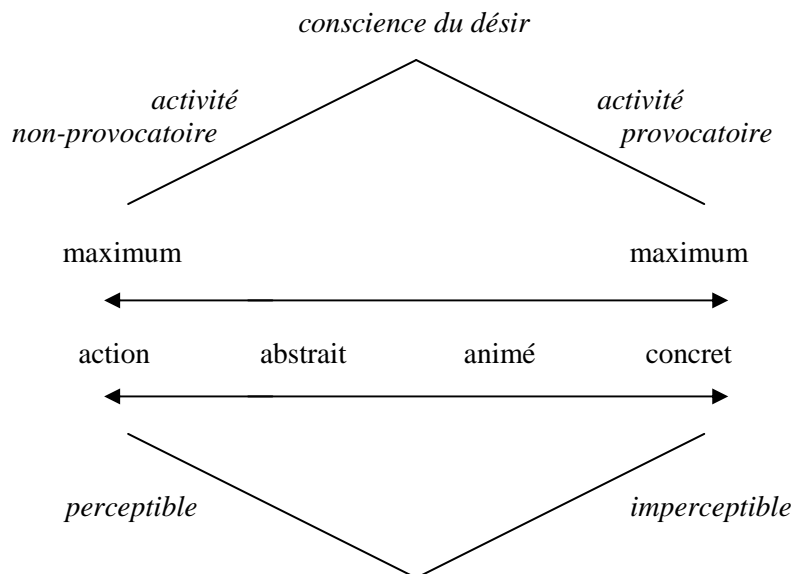 conscience du désir
activité activité
non-provocatoire provocatoire
maximum maximum
action abstrait animé concret
perceptible imperceptible